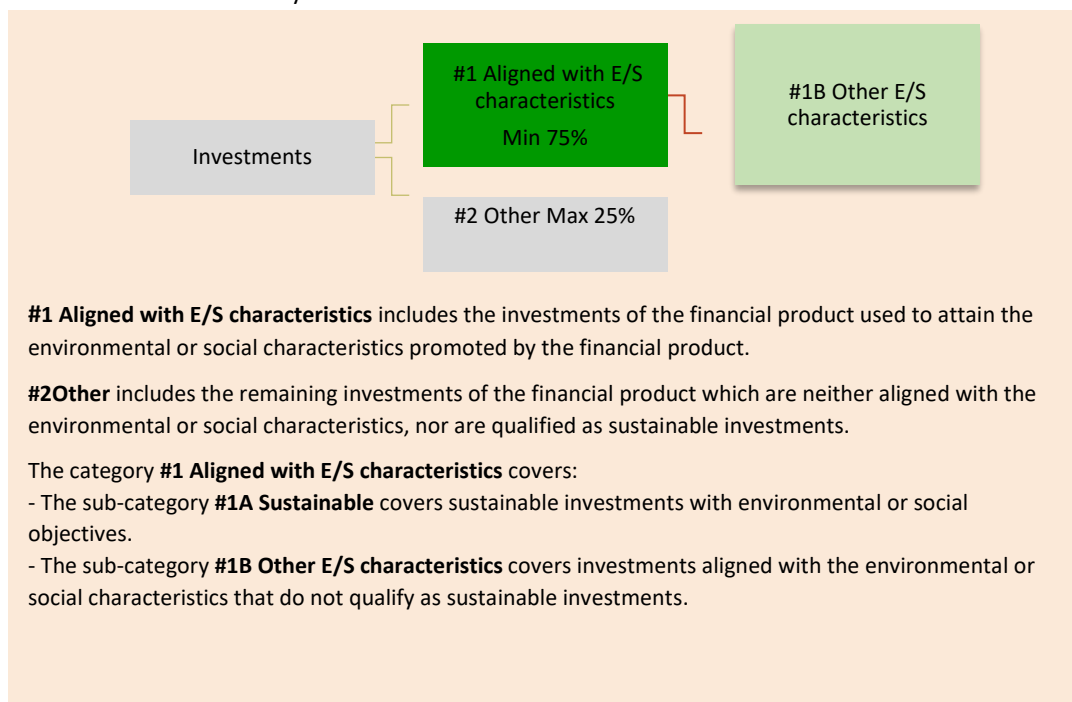 #1 Aligned with E/S
characteristics
Min 75%
#1B Other E/S
characteristics
Investments
#2 Other Max 25%
#1 Aligned with E/S characteristics includes the investments of the financial product used to attain the
environmental or social characteristics promoted by the financial product.
#2Other includes the remaining investments of the financial product which are neither aligned with the
environmental or social characteristics, nor are qualified as sustainable investments.
The category #1 Aligned with E/S characteristics covers:
- The sub-category #1A Sustainable covers sustainable investments with environmental or social
objectives.
- The sub-category #1B Other E/S characteristics covers investments aligned with the environmental or
social characteristics that do not qualify as sustainable investments.